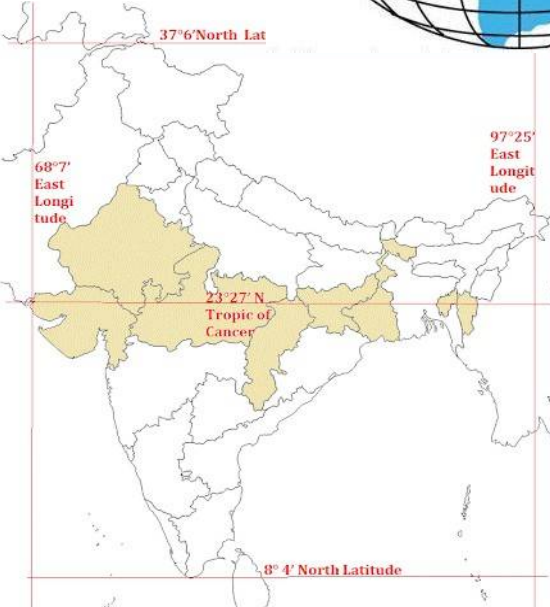 37°6′North Lat
97°25′
East
Longit
ude
68°7′
East
Longi
tude
23°27′ N
Tropic of
Cancer
8° 4′ North Latitude